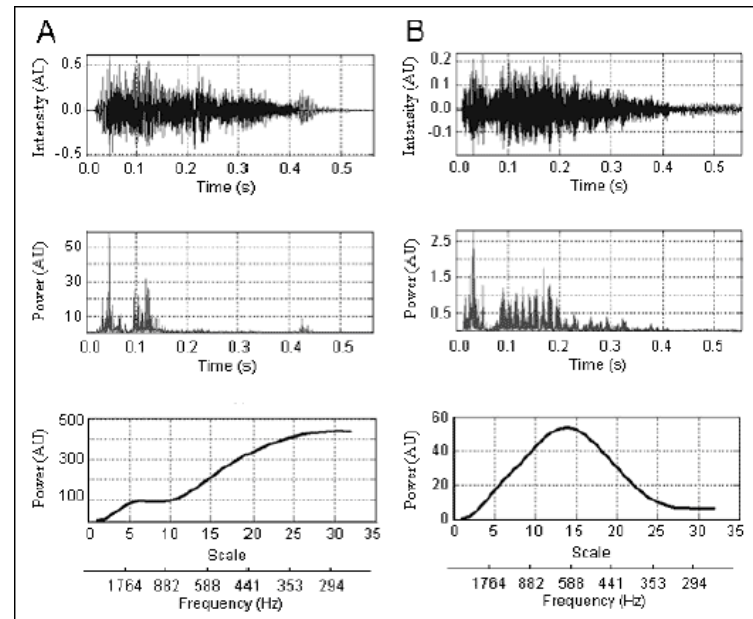 A
B
Intensity (AU)
0.5
0.0
-0.5
0.0 0.1 0.2 0.3 0.4 0.5
Time (s)
Intensity (AU)
0.2
0.1
0.0
-0.1
0.0 0.1 0.2 0.3 0.4 0.5
Time (s)
Power (AU)
50
30
10
0.0 0.1 0.2 0.3 0.4 0.5
Time (s)
Power (AU)
2.5
1.5
0.5
0.0 0.1 0.2 0.3 0.4 0.5
Time (s)
Power (AU)
500
300
100
0 5 10 15 20 25 30 35
Scale
1764 882 588 441 353 294
Frequency (Hz)
Power (AU)
60
40
20
0
0 5 10 15 20 25 30 35
Scale
1764 882 588 441 353 294
Frequency (Hz)